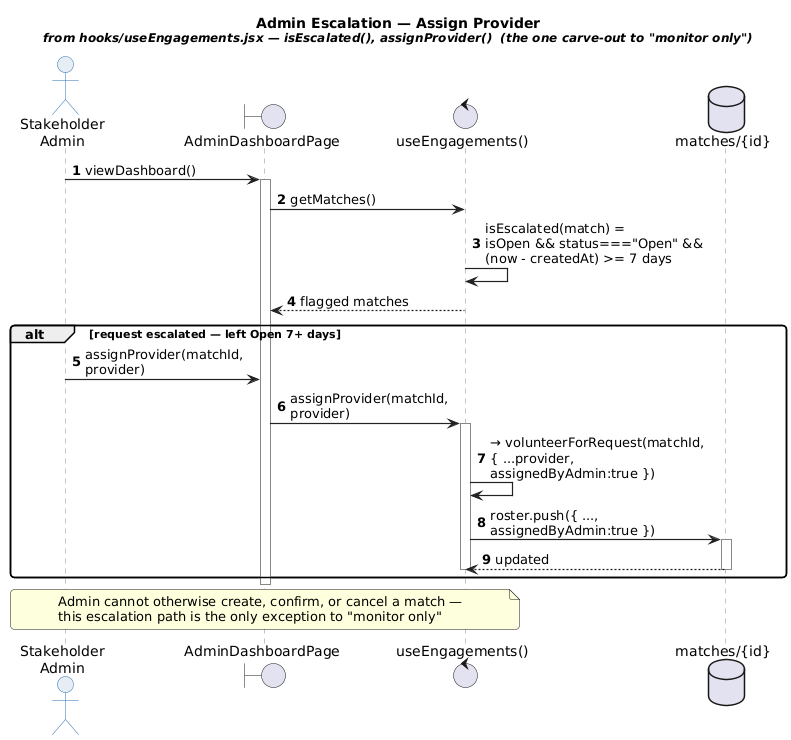 Admin Escalation — Assign Provider
from hooks/useEngagements.jsx — isEscalated(), assignProvider()  (the one carve-out to "monitor only")
Stakeholder
Admin
AdminDashboardPage
useEngagements()
matches/{id}
1 viewDashboard()
2 getMatches()
isEscalated(match) =
3 isOpen && status==="Open" &&
(now - createdAt) >= 7 days
4 flagged matches
alt [request escalated — left Open 7+ days]
5 assignProvider(matchId,
provider)
6 assignProvider(matchId,
provider)
→ volunteerForRequest(matchId,
7 { ...provider,
assignedByAdmin:true })
8 roster.push({ ...,
assignedByAdmin:true })
9 updated
Admin cannot otherwise create, confirm, or cancel a match —
this escalation path is the only exception to "monitor only"
Stakeholder
Admin
AdminDashboardPage
useEngagements()
matches/{id}